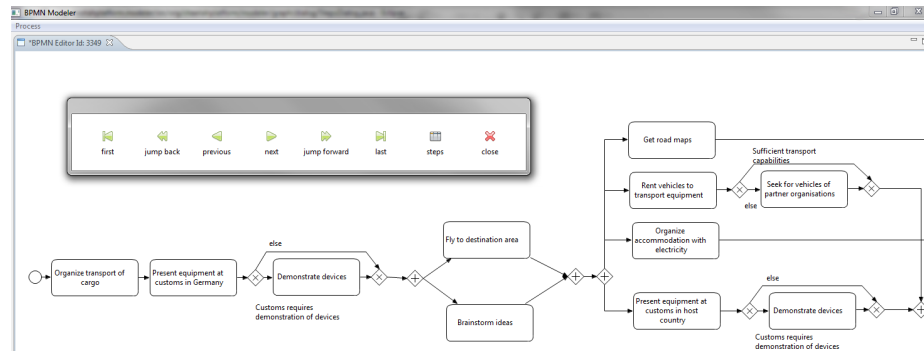 BPMN Modeler
Process
*BPMN Editor Id: 3349
first
jump back
previous
next
jump forward
last
steps
close
Get road maps
Sufficient transport
capabilities
Rent vehicles to
transport equipment
else
Seek for vehicles of
partner organisations
Organize
accommodation with
electricity
Fly to destination area
else
Organize transport of
cargo
Present equipment at
customs in Germany
Demonstrate devices
Customs requires
demonstration of devices
Brainstorm ideas
else
Present equipment at
customs in host
country
Demonstrate devices
Customs requires
demonstration of devices